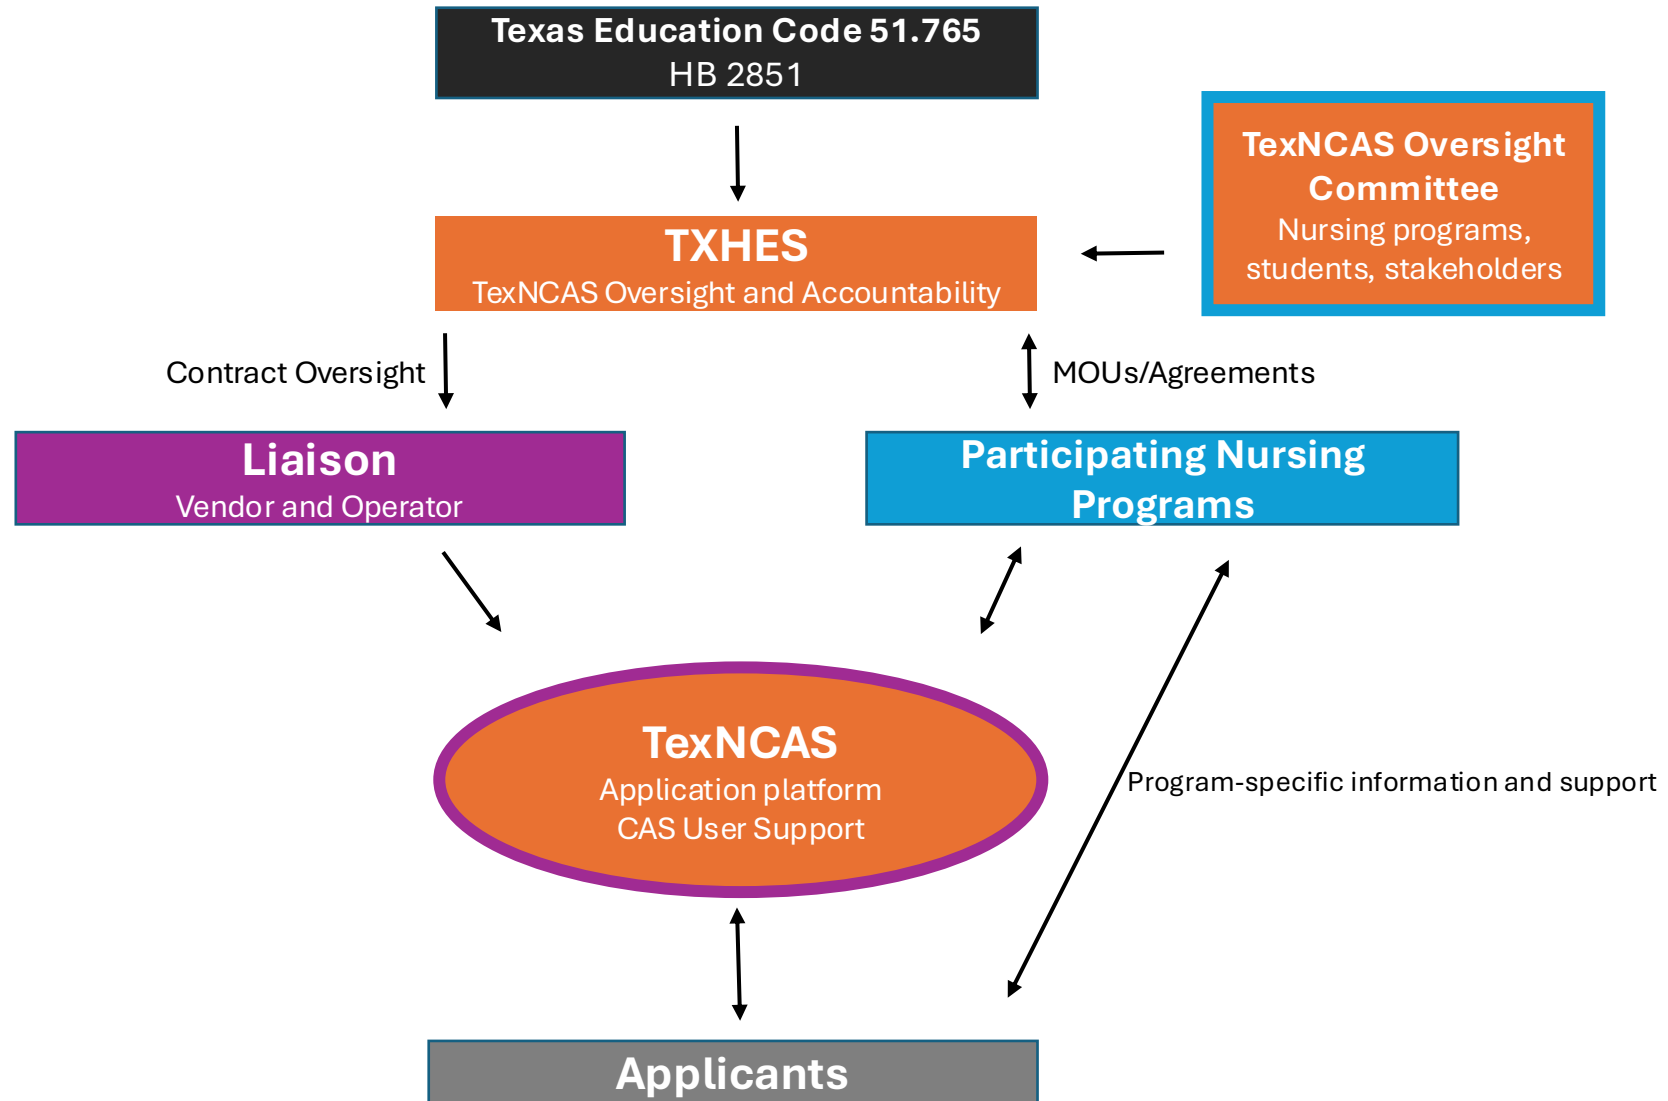 Texas Education Code 51.765
HB 2851
TexNCAS Oversight
Committee
Nursing programs,
students, stakeholders
TXHES
TexNCAS Oversight and Accountability
Contract Oversight
MOUs/Agreements
Liaison
Vendor and Operator
Participating Nursing
Programs
TexNCAS
Application platform
CAS User Support
Program-specific information and support
Applicants